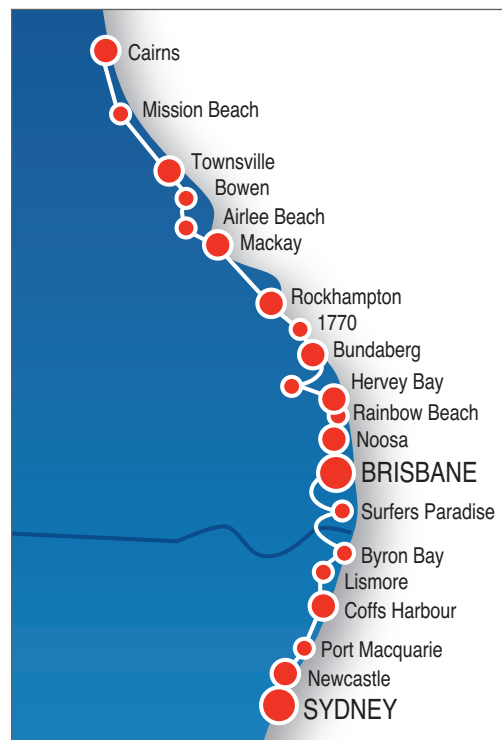 Cairns
Mission Beach
Townsville
Bowen
Airlee Beach
Mackay
Rockhampton
1770
Bundaberg
Hervey Bay
Rainbow Beach
Noosa
BRISBANE
Surfers Paradise
Byron Bay
Lismore
Coffs Harbour
Port Macquarie
Newcastle
SYDNEY